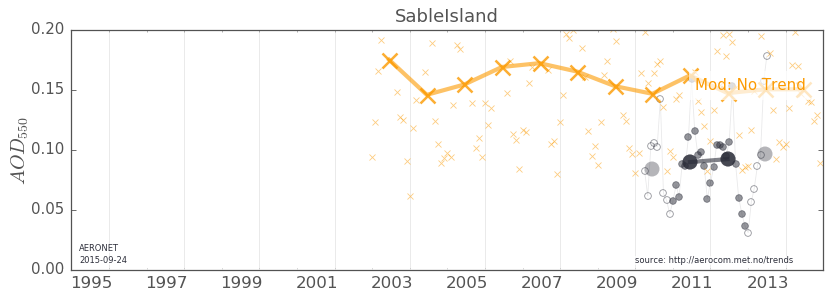 SableIsland
0.20
0.15
0.10
0.05
0.00
AOD550
Mod: No Trend
AERONET
2015-09-24
source: http://aerocom.met.no/trends
1995 1997 1999 2001 2003 2005 2007 2009 2011 2013